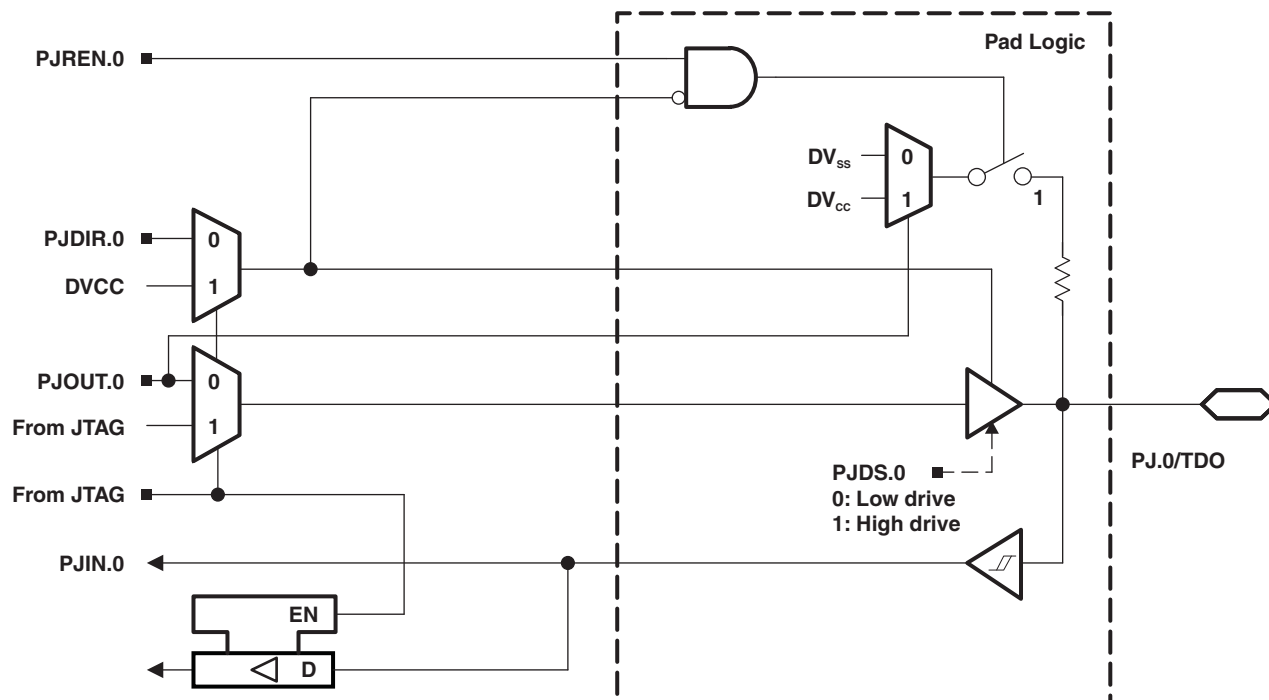 Pad Logic
PJREN.0
DVss
0
DVcc
1
1
PJDIR.0
0
DVCC
1
PJOUT.0
0
From JTAG
1
PJDS.0
0: Low drive
1: High drive
PJ.0/TDO
From JTAG
PJIN.0
EN
D